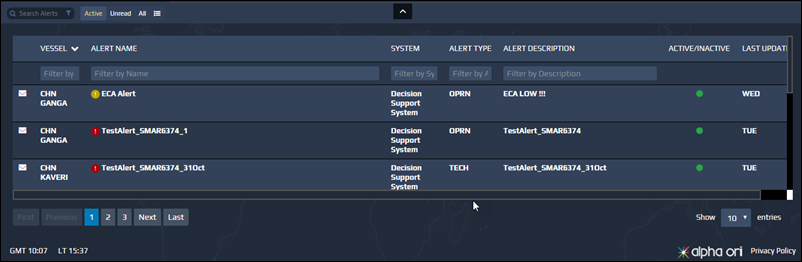 Search Alerts Active Unread All
VESSEL ALERT NAME SYSTEM ALERT TYPE ALERT DESCRIPTION ACTIVE/INACTIVE LAST UPDATE
Filter by Filter by Name Filter by Sy Filter by A Filter by Description
CHN GANGA ECA Alert Decision Support System OPRN ECA LOW !!! WED
CHN GANGA TestAlert_SMAR6374_1 Decision Support System OPRN TestAlert_SMAR6374 TUE
CHN KAVERI TestAlert_SMAR6374_31Oct Decision Support System TECH TestAlert_SMAR6374_31Oct TUE
First Previous 1 2 3 Next Last Show 10 entries
GMT 10:07 LT 15:37 alpha ori Privacy Policy